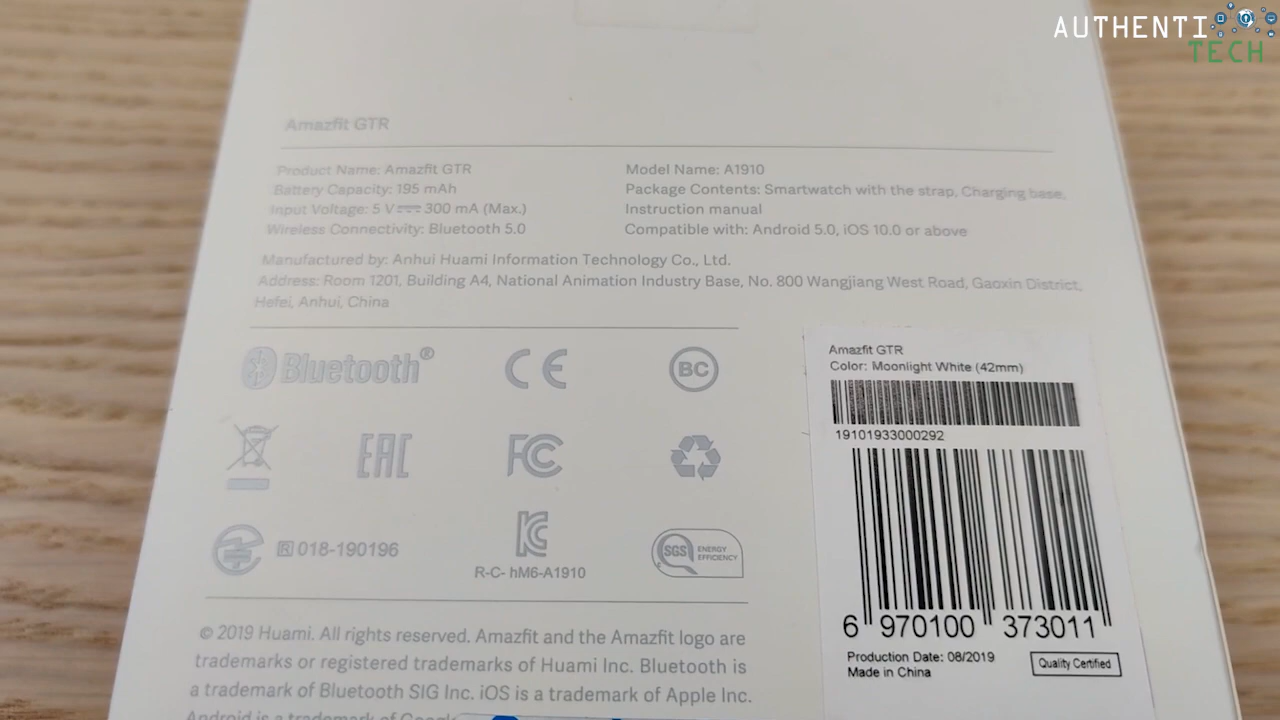 AUTHENTI
TECH
Amazfit GTR
Product Name: Amazfit GTR
Battery Capacity: 195 mAh
Input Voltage: 5 V⎓300 mA (Max.)
Wireless Connectivity: Bluetooth 5.0
Model Name: A1910
Package Contents: Smartwatch with the strap, Charging base,
Instruction manual
Compatible with: Android 5.0, iOS 10.0 or above
Manufactured by: Anhui Huami Information Technology Co., Ltd.
Address: Room 1201, Building A4, National Animation Industry Base, No. 800 Wangjiang West Road, Gaoxin District,
Hefei, Anhui, China
Bluetooth®
CE
BC
EAC
FC
R 018-190196
KC
R-C- hM6-A1910
SGS ENERGY
EFFICIENCY
© 2019 Huami. All rights reserved. Amazfit and the Amazfit logo are
trademarks or registered trademarks of Huami Inc. Bluetooth is
a trademark of Bluetooth SIG Inc. iOS is a trademark of Apple Inc.
Android is a trademark of Google
Amazfit GTR
Color: Moonlight White (42mm)
19101933000292
6 970100 373011
Production Date: 08/2019
Made in China
Quality Certified